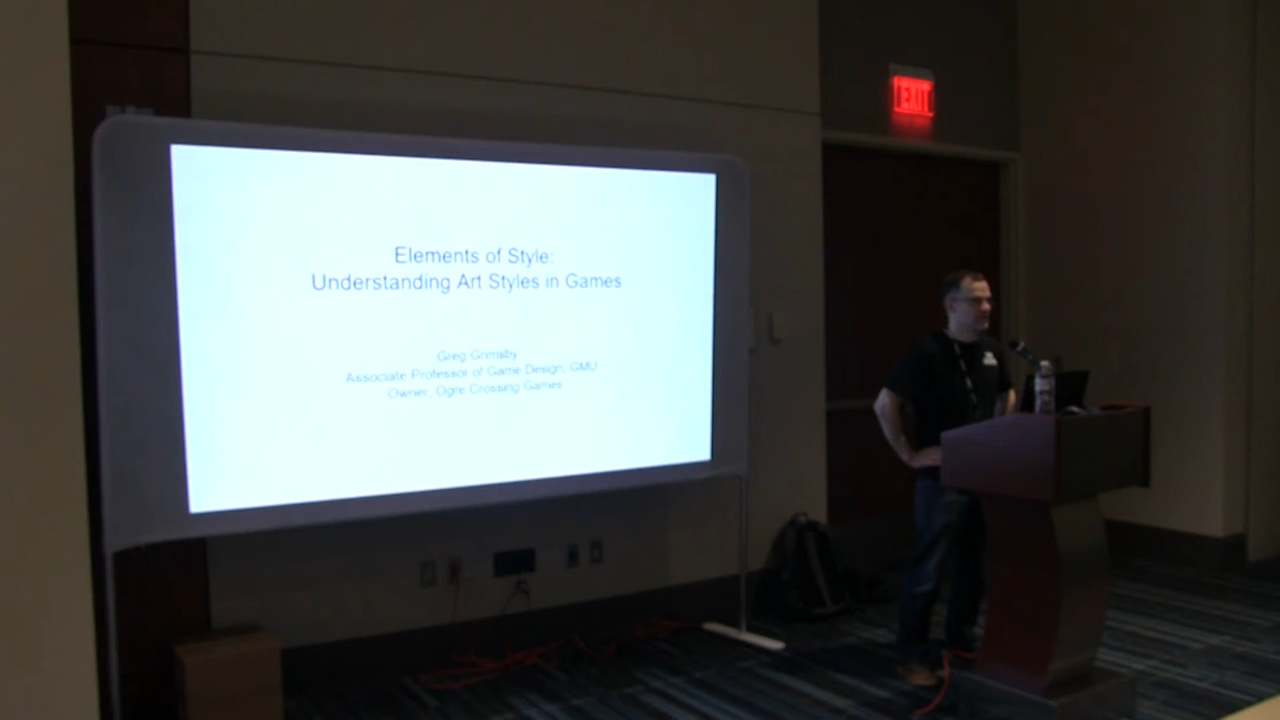 EXIT
Elements of Style:
Understanding Art Styles in Games
Greg Grimsby
Associate Professor of Game Design, GMU
Owner, Ogre Crossing Games